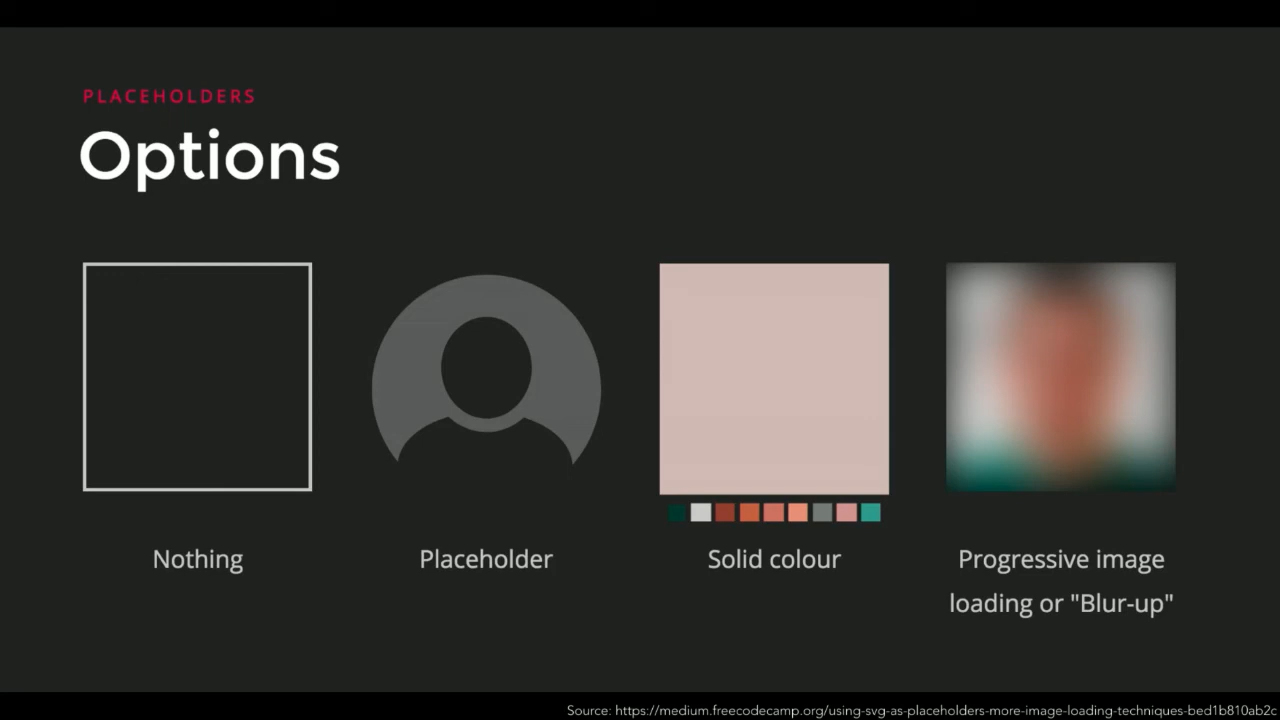 PLACEHOLDERS
Options
Nothing
Placeholder
Solid colour
Progressive image
loading or "Blur-up"
Source: https://medium.freecodecamp.org/using-svg-as-placeholders-more-image-loading-techniques-bed1b810ab2c